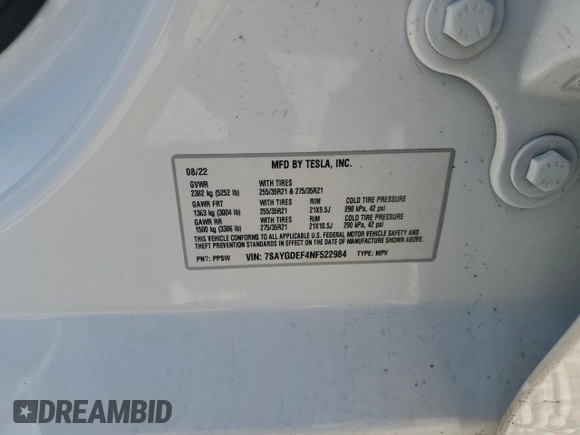 MFD BY TESLA, INC.
08/22
GVWR WITH TIRES
2382 kg (5252 lb) 255/35R21 & 275/35R21
GAWR FRT WITH TIRES RIM COLD TIRE PRESSURE
1363 kg (3004 lb) 255/35R21 21X9.5J 290 kPa, 42 psi
GAWR RR WITH TIRES RIM COLD TIRE PRESSURE
1500 kg (3306 lb) 275/35R21 21X10.5J 290 kPa, 42 psi
THIS VEHICLE CONFORMS TO ALL APPLICABLE U.S. FEDERAL MOTOR VEHICLE SAFETY AND
THEFT PREVENTION STANDARDS IN EFFECT ON THE DATE OF MANUFACTURE SHOWN ABOVE.
PNT: PPSW VIN: 7SAYGDEF4NF522984 TYPE: MPV
DREAMBID